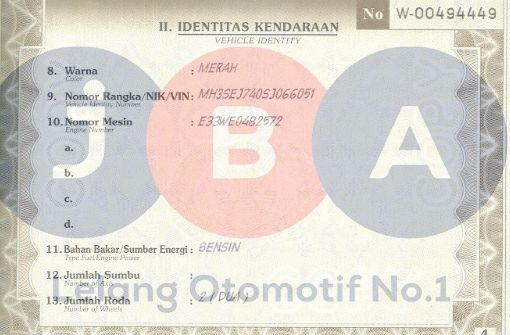 No W-00494449
II. IDENTITAS KENDARAAN
VEHICLE IDENTITY
8. Warna : MERAH
Color
9. Nomor Rangka/NIK/VIN : MH3SEJ740SJ066051
Vehicle Identity Number
10. Nomor Mesin : E33WE0482572
Engine Number
a.
b.
c.
d.
J B A
11. Bahan Bakar/Sumber Energi : BENSIN
Type Fuel/Engine Power
12. Jumlah Sumbu :
Number of Axis
Lelang Otomotif No.1
13. Jumlah Roda : 2 ( DUA )
Number of Wheels